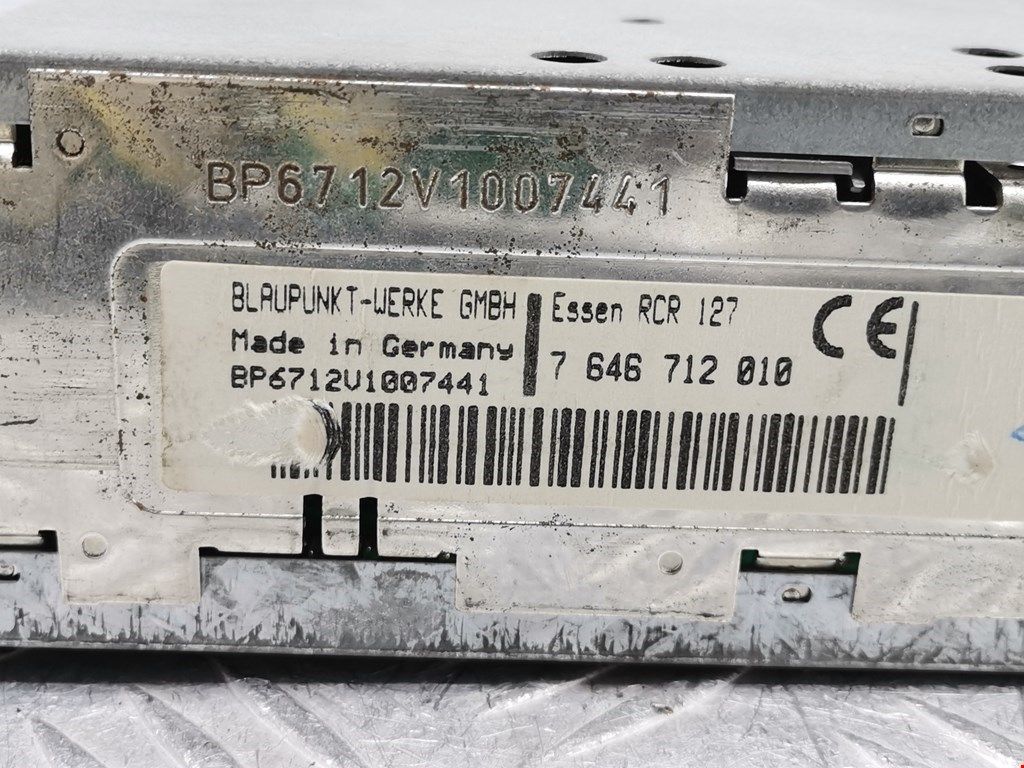 BP6712V1007441
BLAUPUNKT-WERKE GMBH
Made in Germany
BP6712V1007441
Essen RCR 127
7 646 712 010
CE